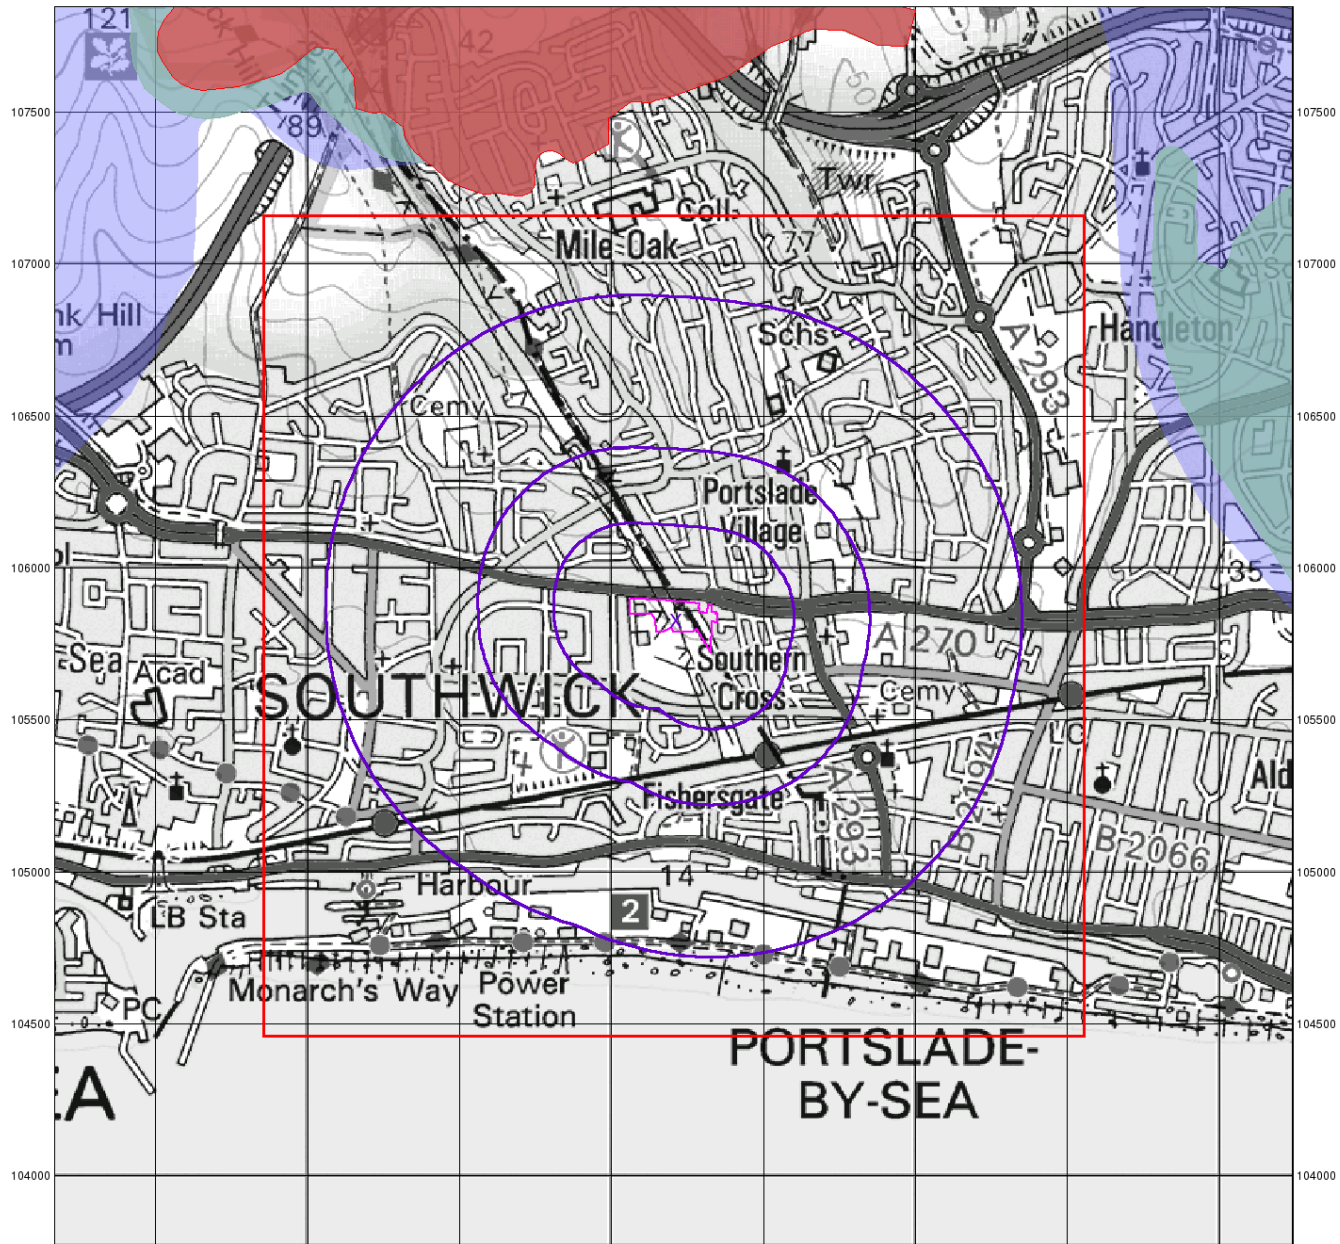 121
42
50
107500
107500
89
Twr
Coll
Mile Oak
77
107000
107000
nk Hill
m
Schs
Hangleton
A 293
Cemy
106500
106500
Portslade
Village
106000
106000
35
ol
Sea
Acad
A 270
Southern
Cross
Cemy
SOUTHWICK
105500
105500
LC
Ald
Fishersgate
A 293
B 2194
B 2066
105000
105000
14
Harbour
2
LB Sta
Monarch's Way
Power
Station
PC
104500
104500
PORTSLADE-
BY-SEA
EA
104000
104000